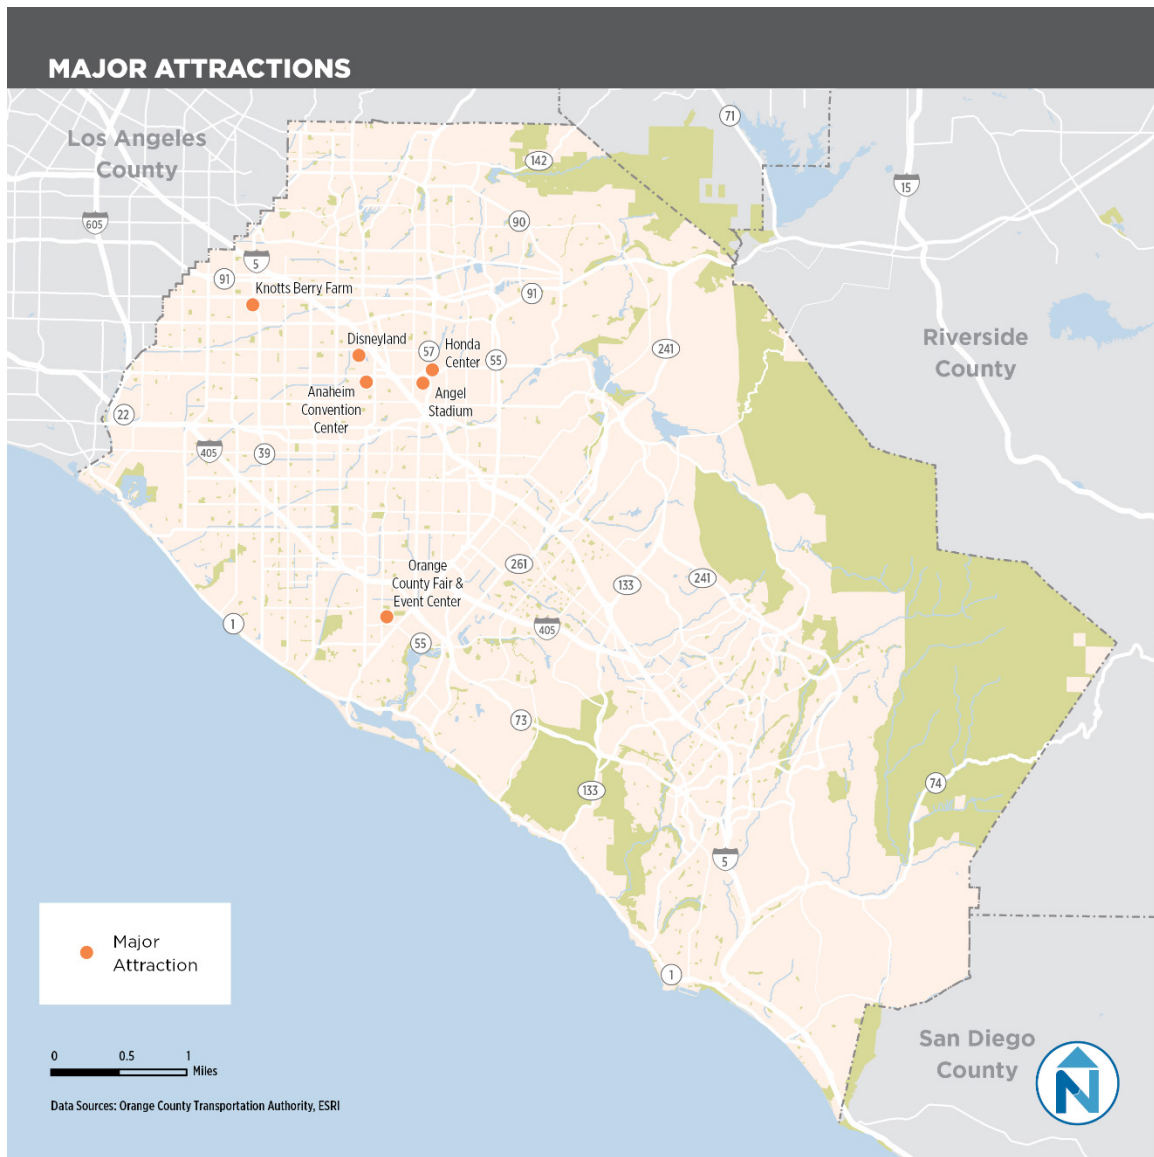 MAJOR ATTRACTIONS
Los Angeles
County
71
142
15
605
90
5
91
Knotts Berry Farm
91
Disneyland
57
Honda
Center
55
241
Riverside
County
Anaheim
Convention
Center
Angel
Stadium
22
405
39
Orange
County Fair &
Event Center
261
133
241
1
55
405
73
133
74
5
Major
Attraction
1
San Diego
County
N
0
0.5
1
Miles
Data Sources: Orange County Transportation Authority, ESRI